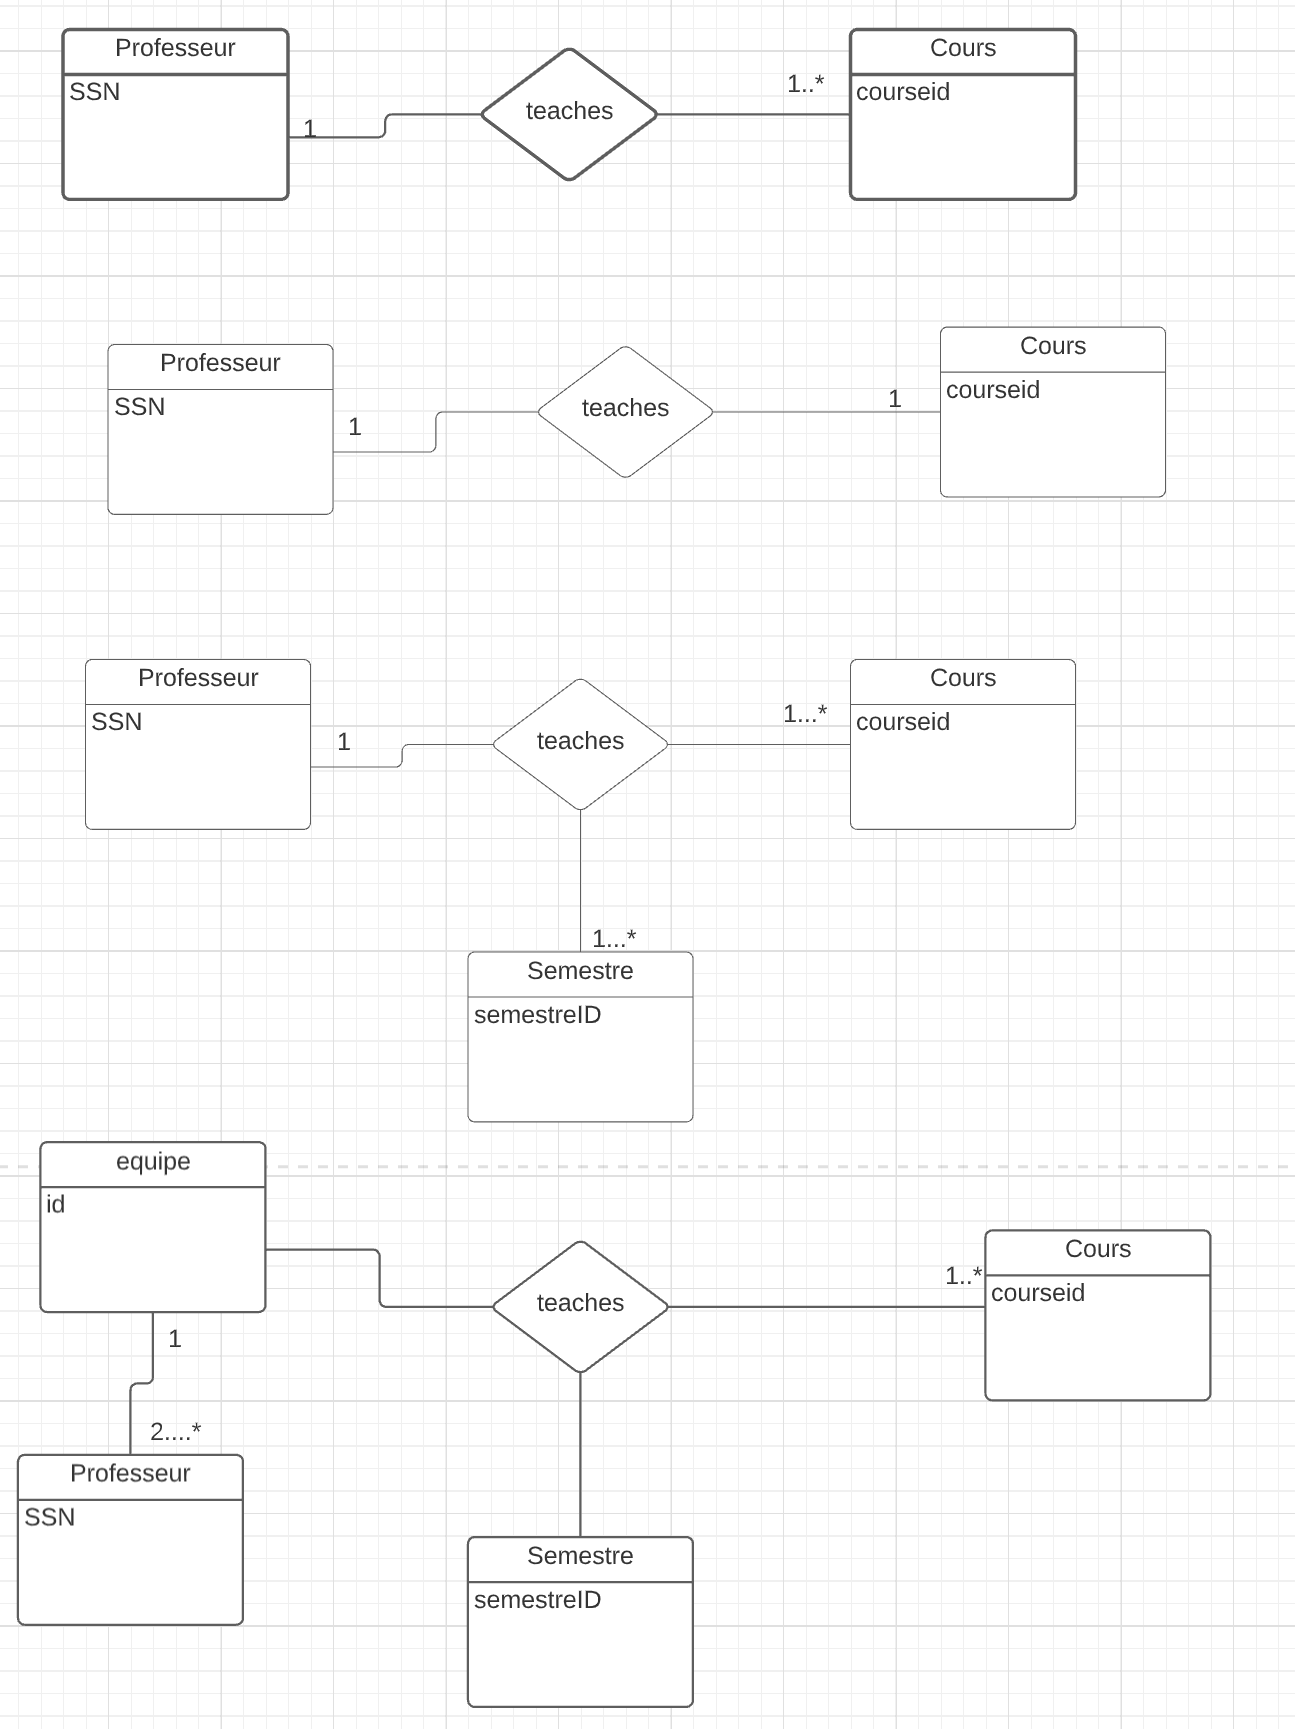 Professeur
SSN
1
teaches
1..*
Cours
courseid
Professeur
SSN
1
teaches
1
Cours
courseid
Professeur
SSN
1
teaches
1...*
Cours
courseid
1...*
Semestre
semestreID
equipe
id
teaches
1..*
Cours
courseid
1
2....*
Professeur
SSN
Semestre
semestreID